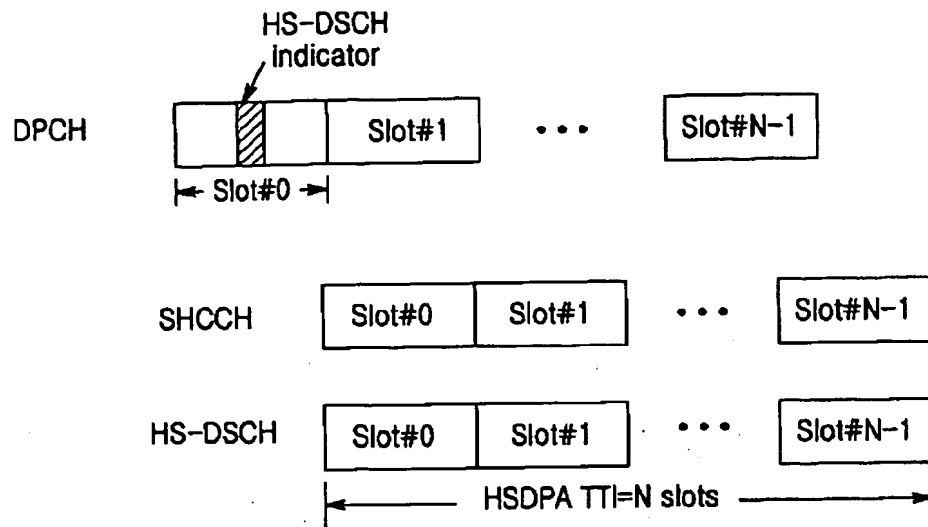 HS-DSCH
indicator
DPCH
Slot#1
•••
Slot#N-1
Slot#0
SHCCH
Slot#0
Slot#1
•••
Slot#N-1
HS-DSCH
Slot#0
Slot#1
•••
Slot#N-1
HSDPA TTI=N slots